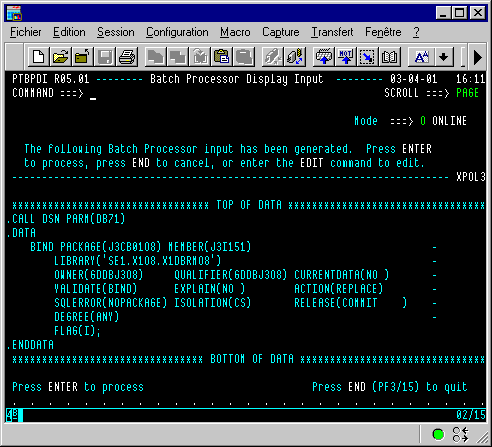 Fichier Edition Session Configuration Macro Capture Transfert Fenêtre ?
PTBPDI R05.01 -------- Batch Processor Display Input -------- 03-04-01 16:11
COMMAND ===> _ SCROLL ===> PAGE
Mode ===> O ONLINE
The following Batch Processor input has been generated. Press ENTER
to process, press END to cancel, or enter the EDIT command to edit.
------------------------------------------------------------------------- XPOL3
******************************** TOP OF DATA ********************************
.CALL DSN PARM(DB71)
.DATA
BIND PACKAGE(J3CB0108) MEMBER(J3I151) -
LIBRARY('SE1.X108.X1DBRM08') -
OWNER(GDDBJ308) QUALIFIER(GDDBJ308) CURRENTDATA(NO ) -
VALIDATE(BIND) EXPLAIN(NO ) ACTION(REPLACE) -
SQLERROR(NOPACKAGE) ISOLATION(CS) RELEASE(COMMIT ) -
DEGREE(ANY) -
FLAG(I);
.ENDDATA
******************************* BOTTOM OF DATA *******************************
Press ENTER to process Press END (PF3/15) to quit
4B 02/15